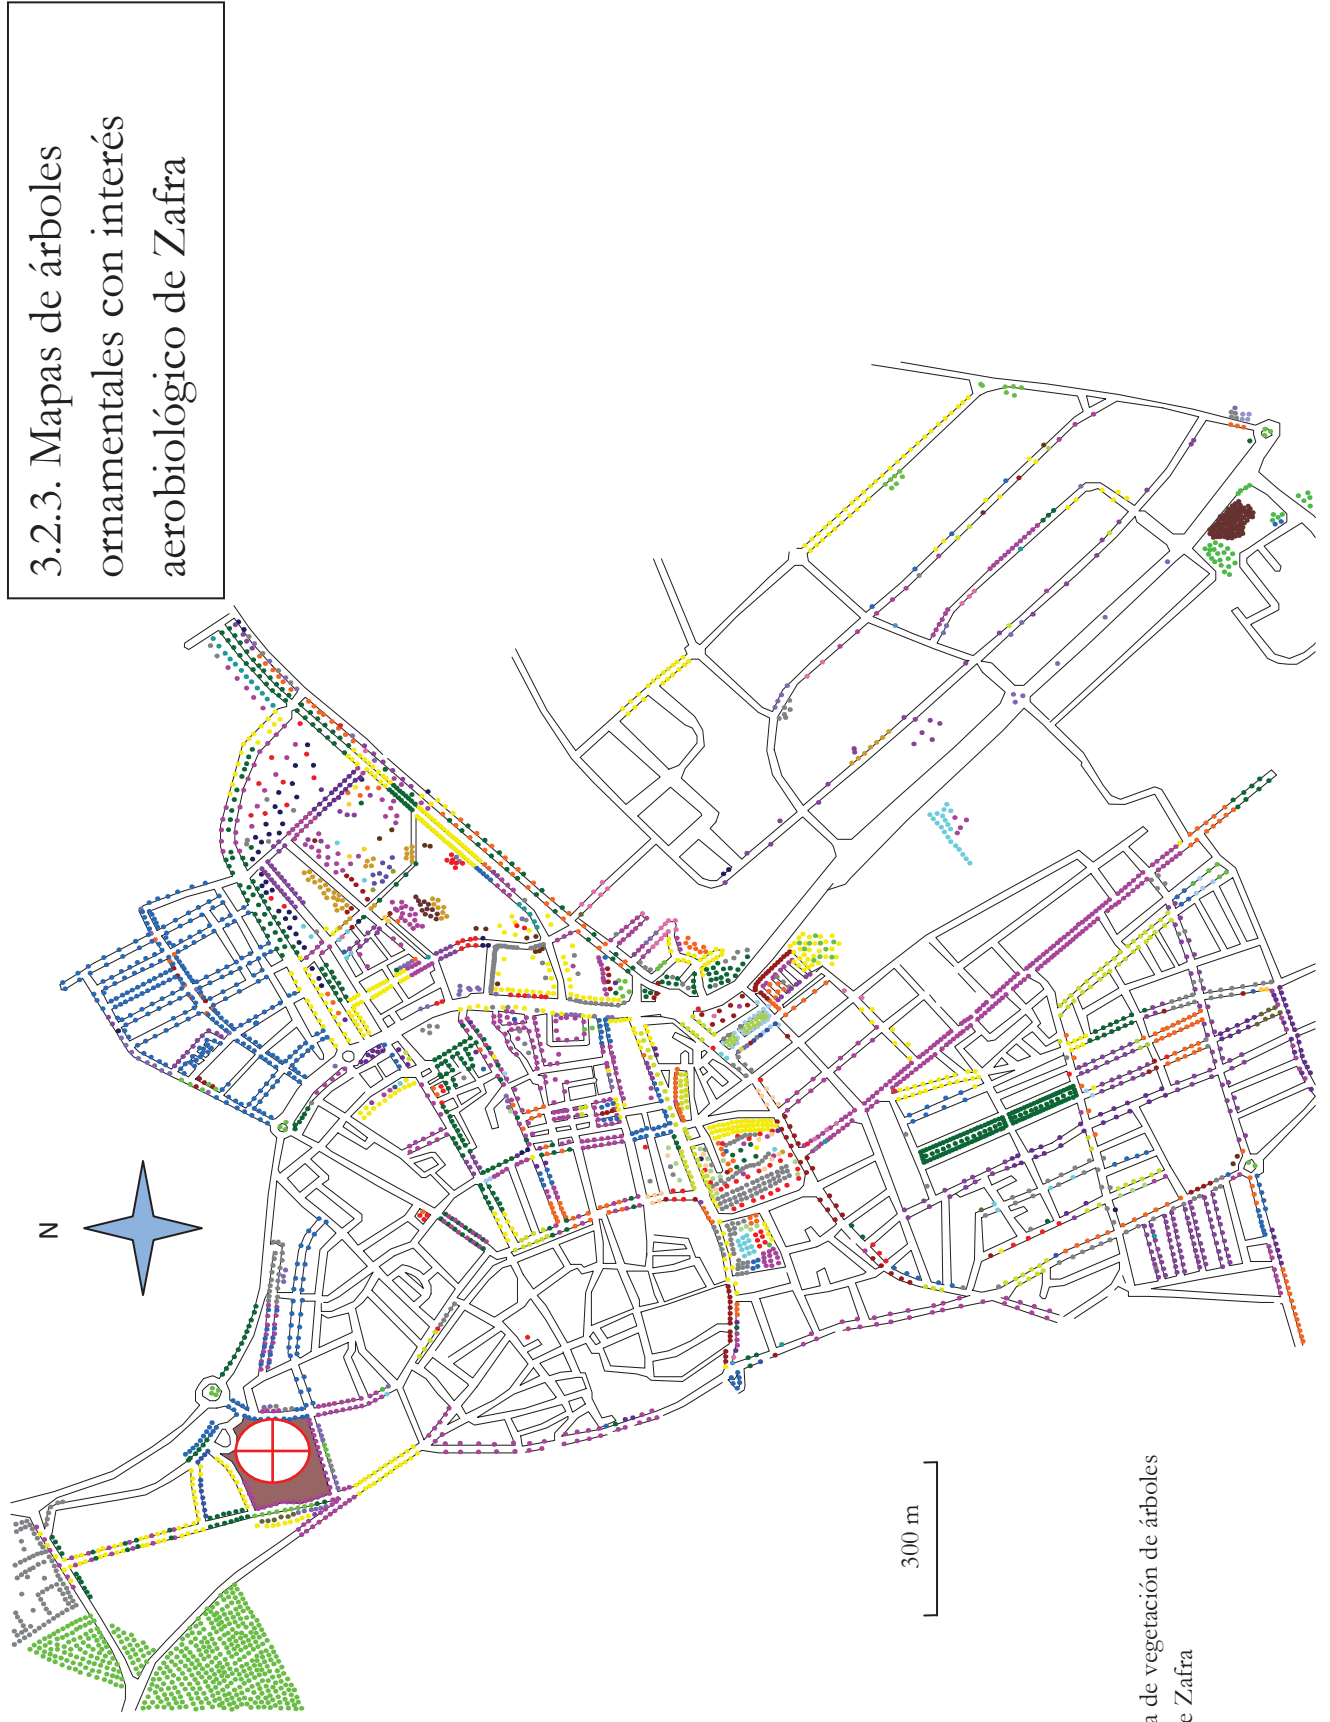 3.2.3. Mapas de árboles
ornamentales con interés
aerobiológico de Zafra
N
300 m
a de vegetación de árboles
e Zafra